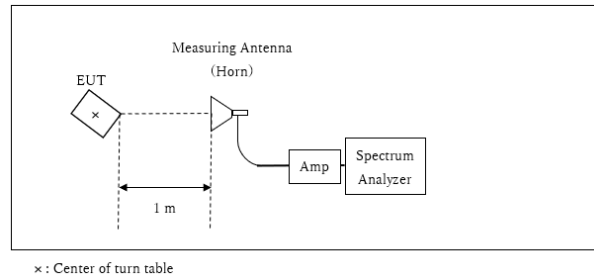 Measuring Antenna
(Horn)
EUT
×
Amp
Spectrum
Analyzer
1 m
× : Center of turn table